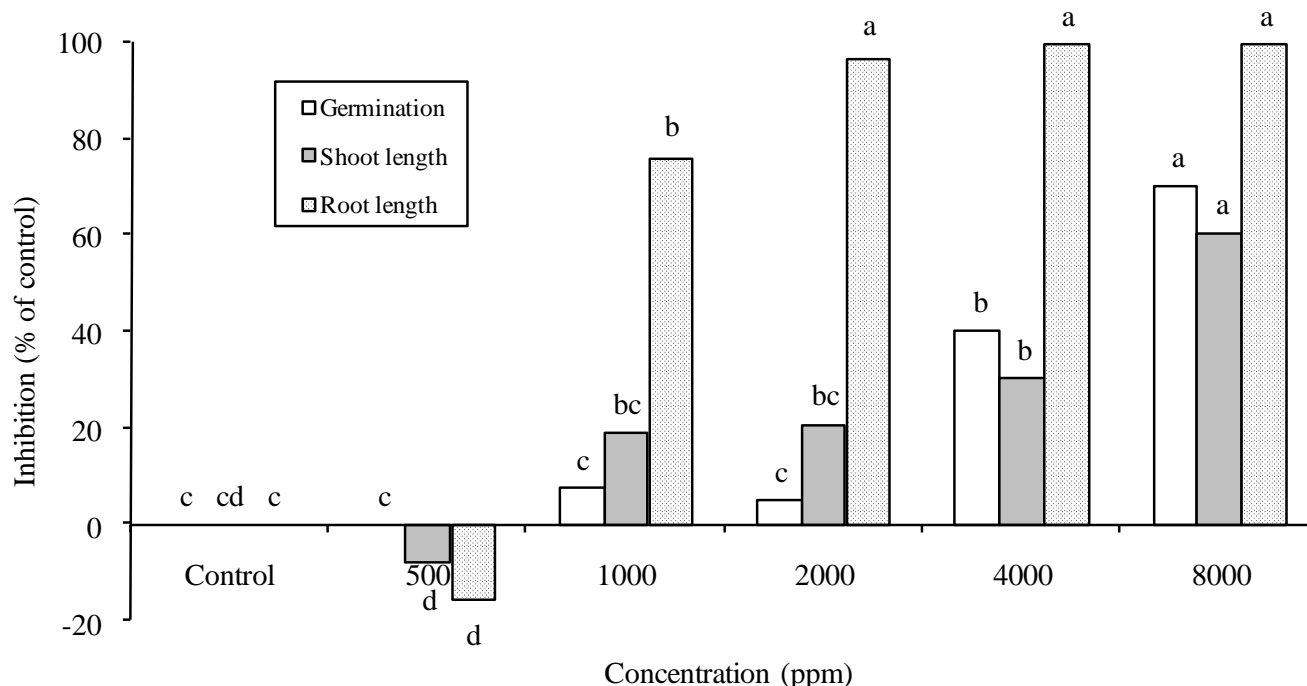 a a a
100
b
80
Germination
Shoot length
Root length
a
a
60
Inhibition (% of control)
b
40
b
bc bc
20
c c
c cd c c
0
Control 500 1000 2000 4000 8000
d
d
-20
Concentration (ppm)